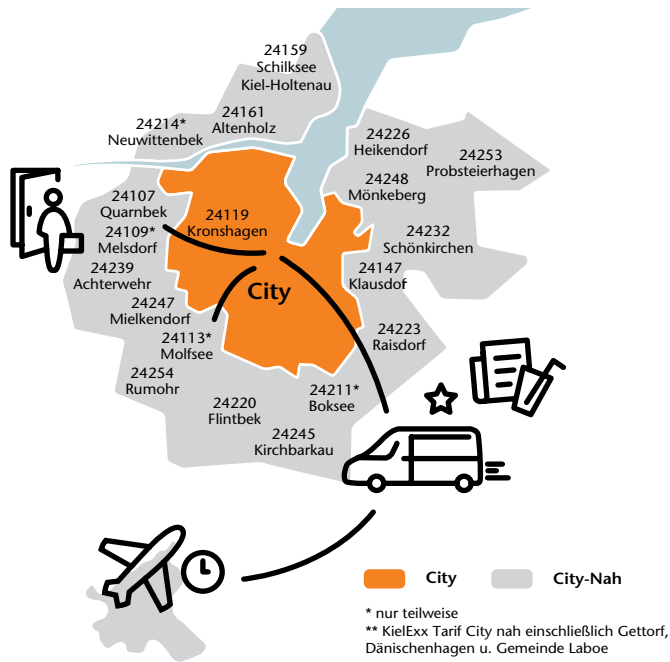 24159
Schilksee
Kiel-Holtenau
24161
Altenholz
24214*
Neuwittenbek
24226
Heikendorf
24253
Probsteierhagen
24248
Mönkeberg
24107
Quarnbek
24119
Kronshagen
24109*
Melsdorf
24232
Schönkirchen
24239
Achterwehr
24147
Klausdof
City
24247
Mielkendorf
24113*
Molfsee
24223
Raisdorf
24254
Rumohr
24211*
Boksee
24220
Flintbek
24245
Kirchbarkau
City
City-Nah
* nur teilweise
** KielExx Tarif City nah einschließlich Gettorf,
Dänischenhagen u. Gemeinde Laboe